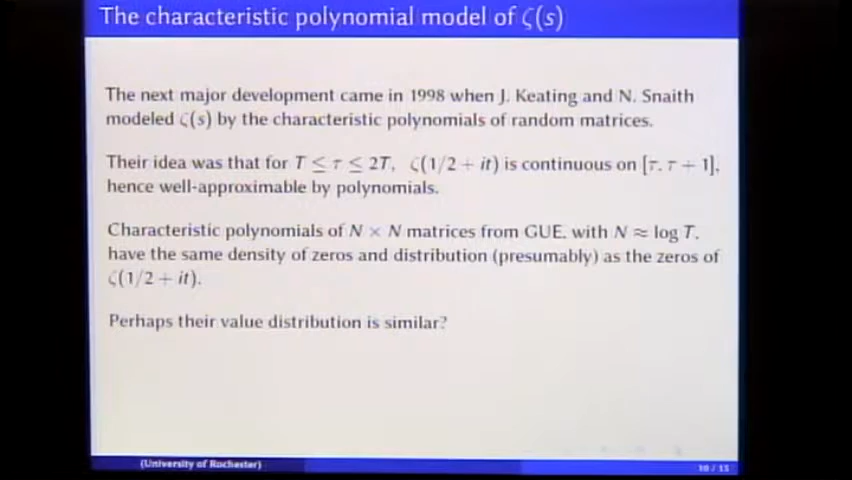 The characteristic polynomial model of ζ(s)
The next major development came in 1998 when J. Keating and N. Snaith
modeled ζ(s) by the characteristic polynomials of random matrices.
Their idea was that for T ≤ τ ≤ 2T, ζ(1/2 + it) is continuous on [τ, τ + 1],
hence well-approximable by polynomials.
Characteristic polynomials of N × N matrices from GUE, with N ≈ log T,
have the same density of zeros and distribution (presumably) as the zeros of
ζ(1/2 + it).
Perhaps their value distribution is similar?
(University of Rochester)
10 / 13